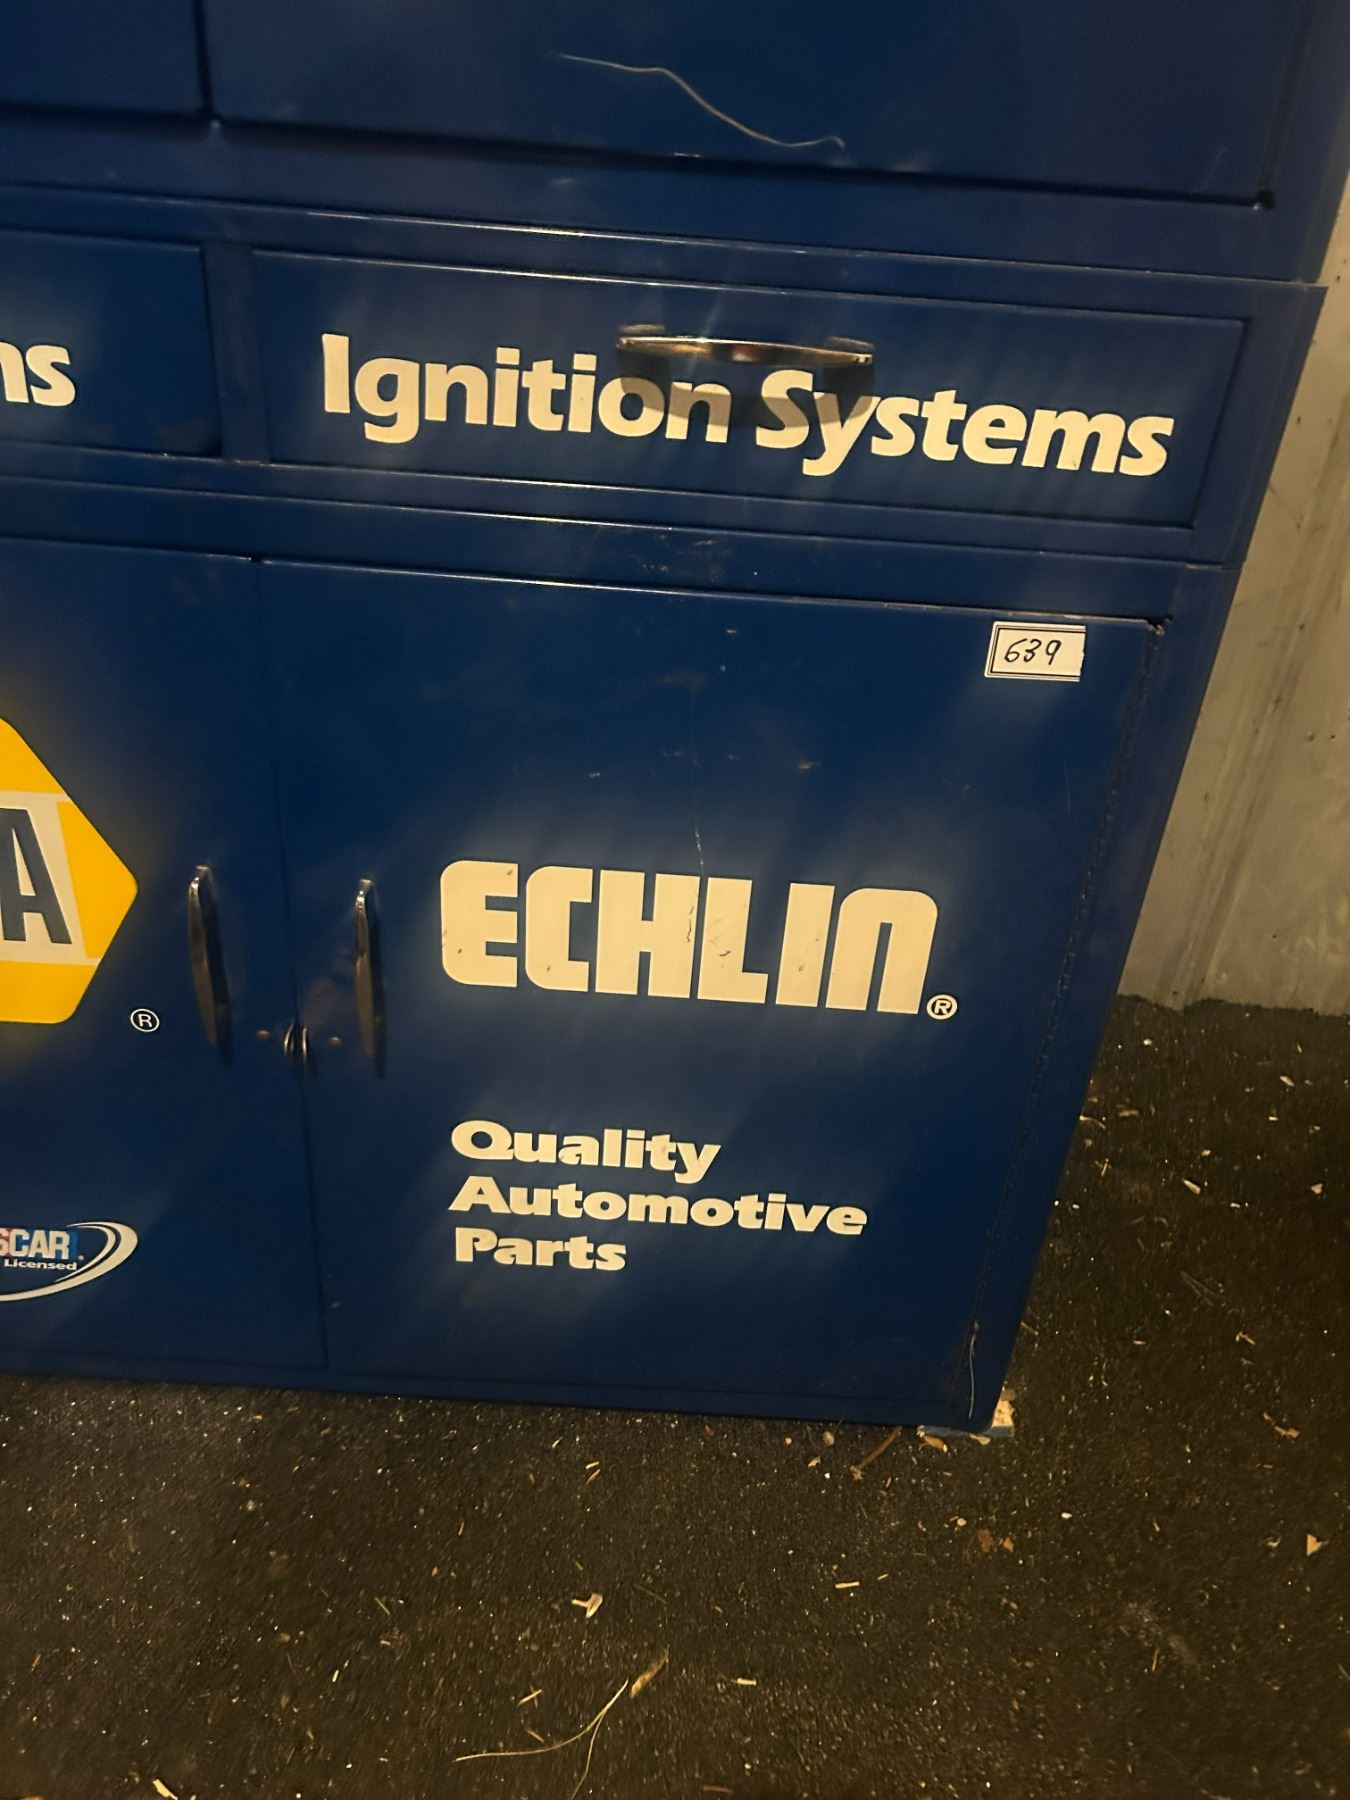 ns
Ignition Systems
639
A
ECHLIN®
®
Quality
Automotive
Parts
SCAR
Licensed